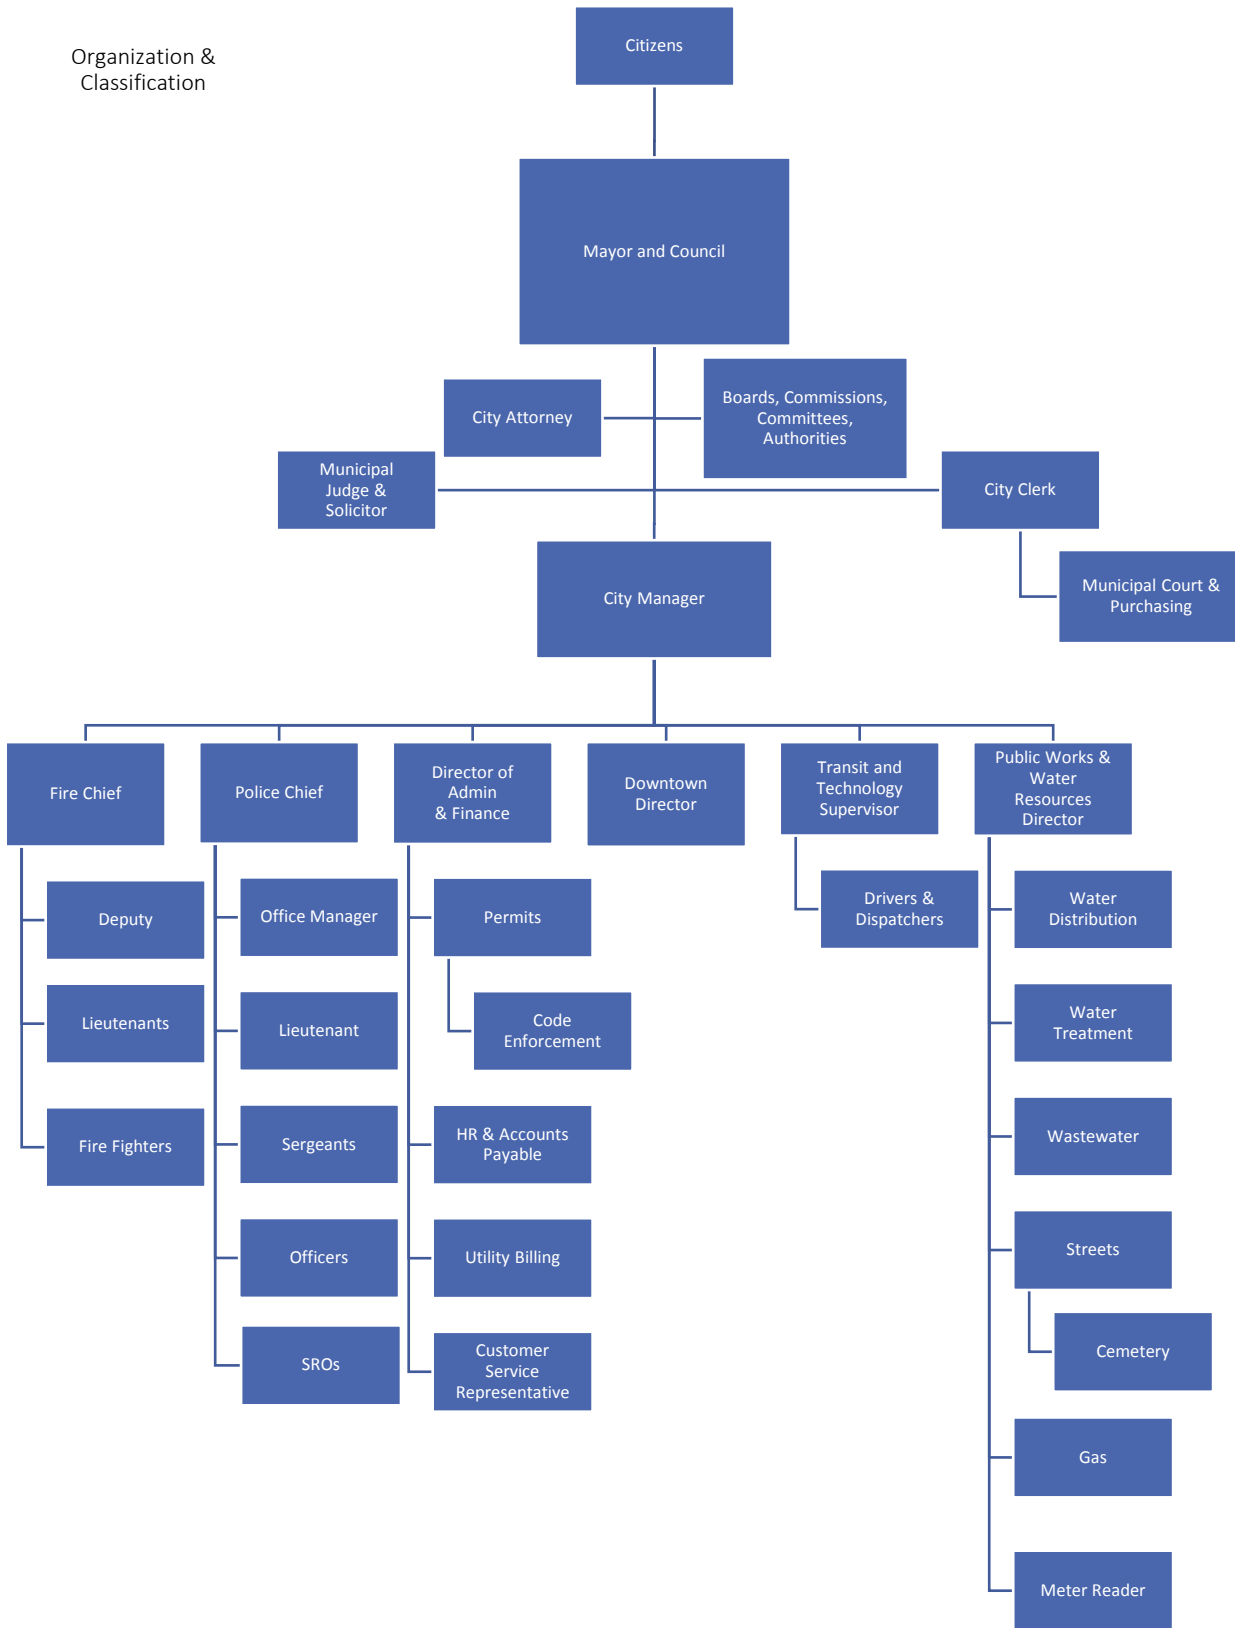 Organization &
Classification
Citizens
Mayor and Council
City Attorney
Boards, Commissions,
Committees,
Authorities
Municipal
Judge &
Solicitor
City Clerk
Municipal Court &
Purchasing
City Manager
Fire Chief
Deputy
Lieutenants
Fire Fighters
Police Chief
Office Manager
Lieutenant
Sergeants
Officers
SROs
Director of
Admin
& Finance
Permits
Code
Enforcement
HR & Accounts
Payable
Utility Billing
Customer
Service
Representative
Downtown
Director
Transit and
Technology
Supervisor
Drivers &
Dispatchers
Public Works &
Water
Resources
Director
Water
Distribution
Water
Treatment
Wastewater
Streets
Cemetery
Gas
Meter Reader